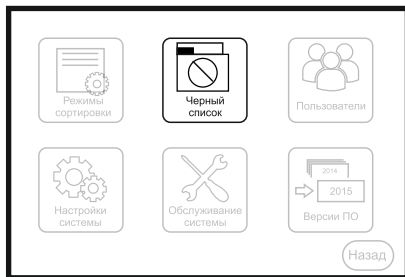 Режимы
сортировки
Черный
список
Пользователи
2014
2015
Настройки
системы
Обслуживание
системы
Версии ПО
Назад